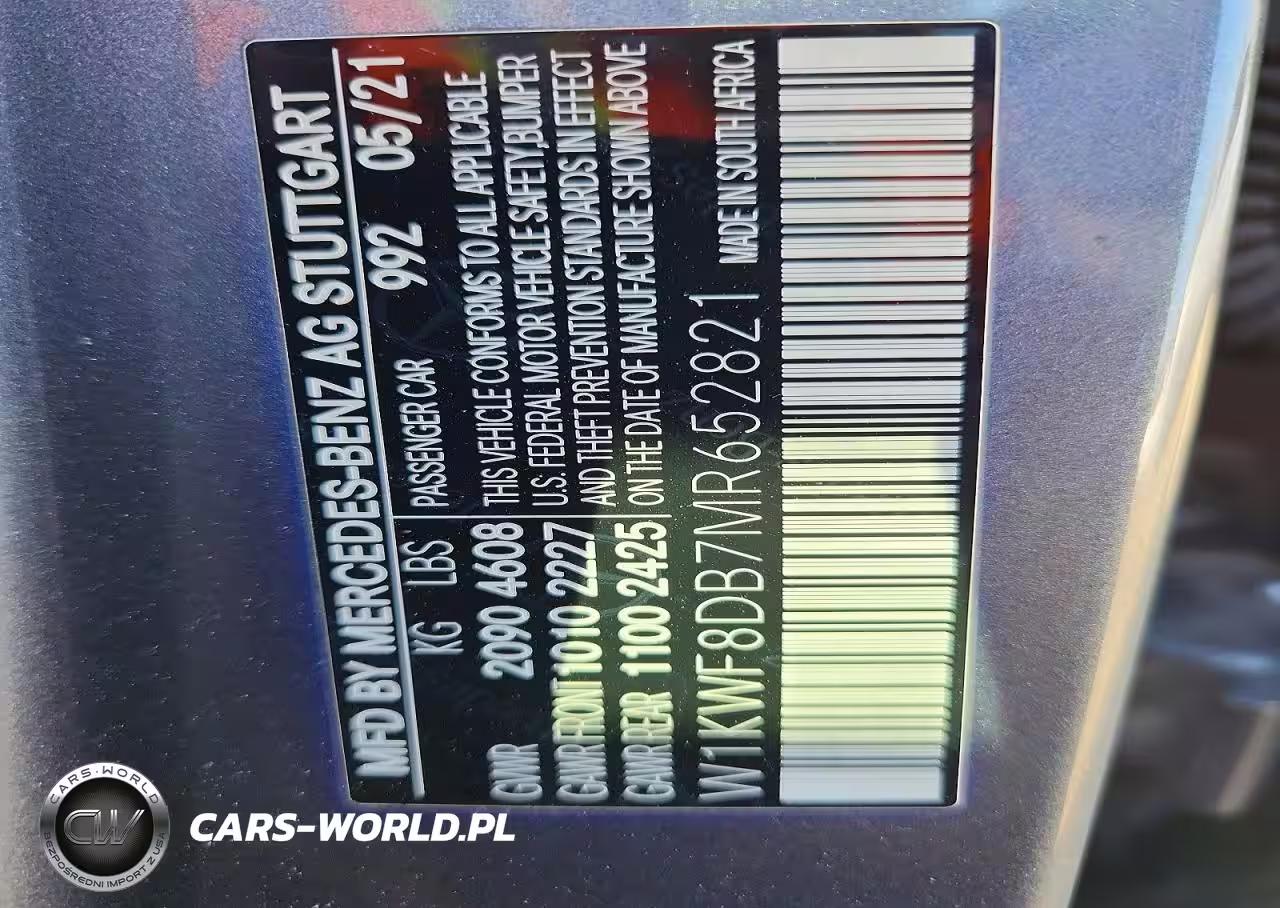 MFD BY MERCEDES-BENZ AG STUTTGART
KG LBS
PASSENGER CAR 992 05/21
GVWR 2090 4608
GAWR FRONT 1010 2227
GAWR REAR 1100 2425
THIS VEHICLE CONFORMS TO ALL APPLICABLE
U.S. FEDERAL MOTOR VEHICLE SAFETY,BUMPER
AND THEFT PREVENTION STANDARDS IN EFFECT
ON THE DATE OF MANUFACTURE SHOWN ABOVE
W1KWF8DB7MR652821
MADE IN SOUTH AFRICA
CARS-WORLD
CW
BEZPOŚREDNI IMPORT Z USA
CARS-WORLD.PL